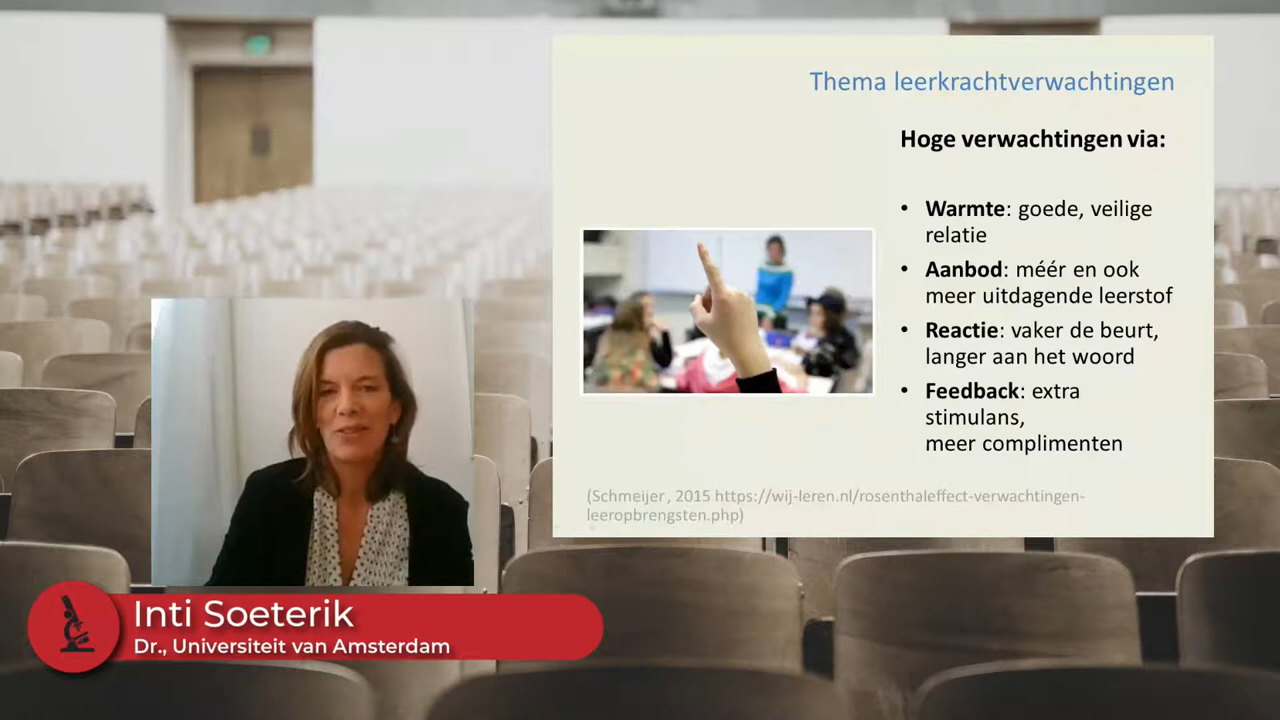 Thema leerkrachtverwachtingen
Hoge verwachtingen via:
• Warmte: goede, veilige
relatie
• Aanbod: méér en ook
meer uitdagende leerstof
• Reactie: vaker de beurt,
langer aan het woord
• Feedback: extra
stimulans,
meer complimenten
(Schmeijer, 2015 https://wij-leren.nl/rosenthaleffect-verwachtingen-
leeropbrengsten.php)
Inti Soeterik
Dr., Universiteit van Amsterdam